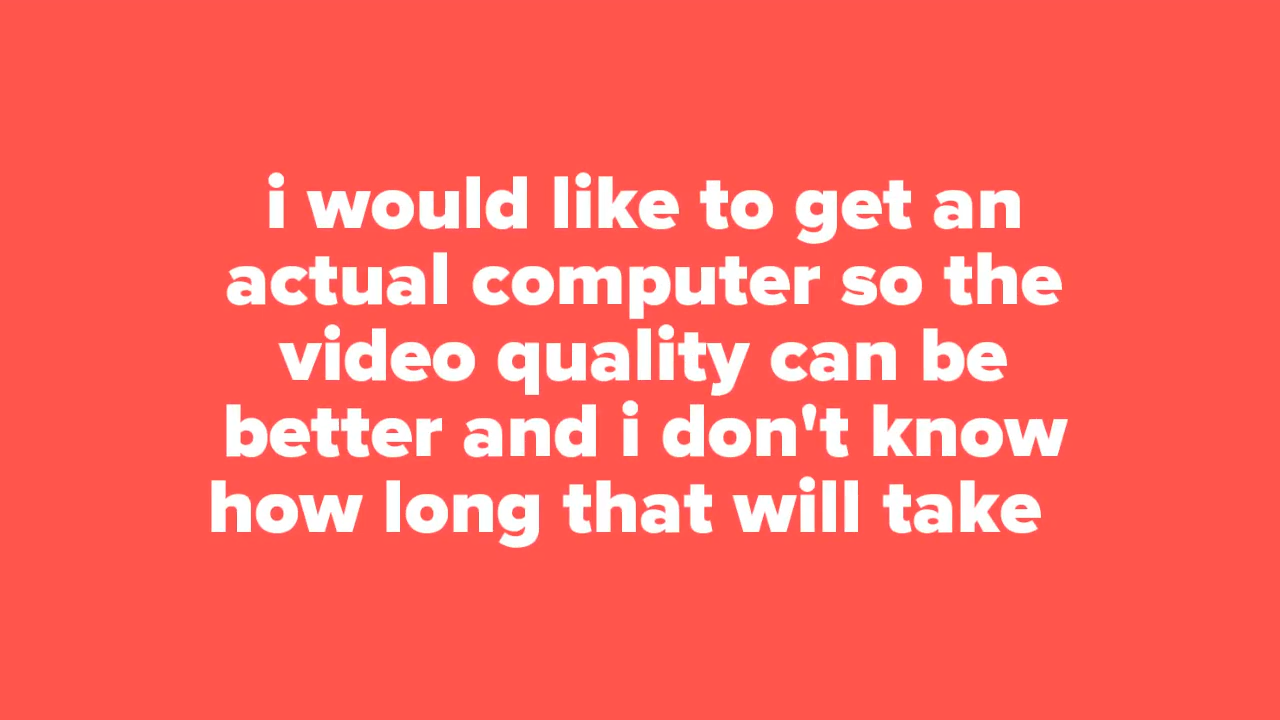 i would like to get an
actual computer so the
video quality can be
better and i don't know
how long that will take